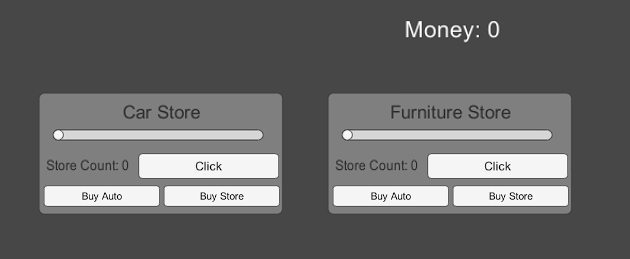 Money: 0
Car Store
Store Count: 0 Click
Buy Auto Buy Store
Furniture Store
Store Count: 0 Click
Buy Auto Buy Store